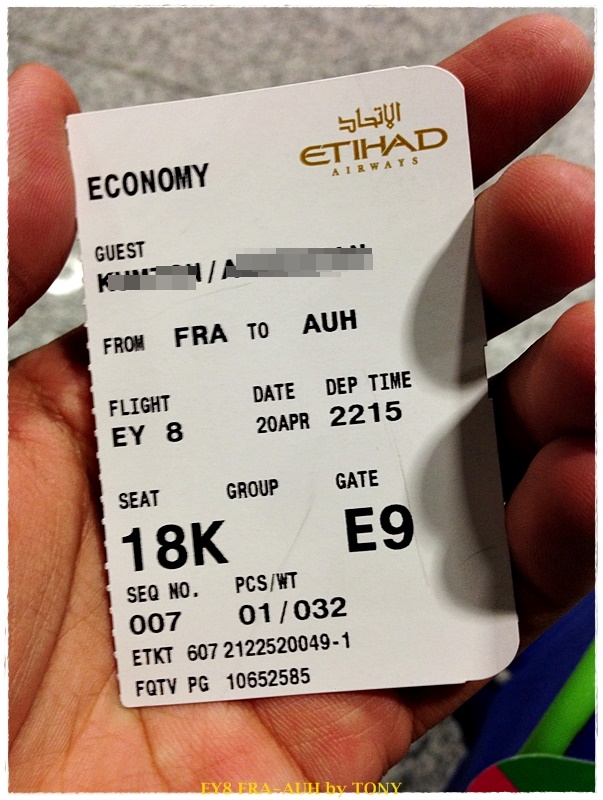 الاتحاد
ETIHAD
AIRWAYS
ECONOMY
GUEST
FROM FRA TO AUH
FLIGHT DATE DEP TIME
EY 8 20APR 2215
SEAT GROUP GATE
18K E9
SEQ NO. PCS/WT
007 01/032
ETKT 607 2122520049-1
FQTV PG 10652585
EY8 FRA-AUH by TONY